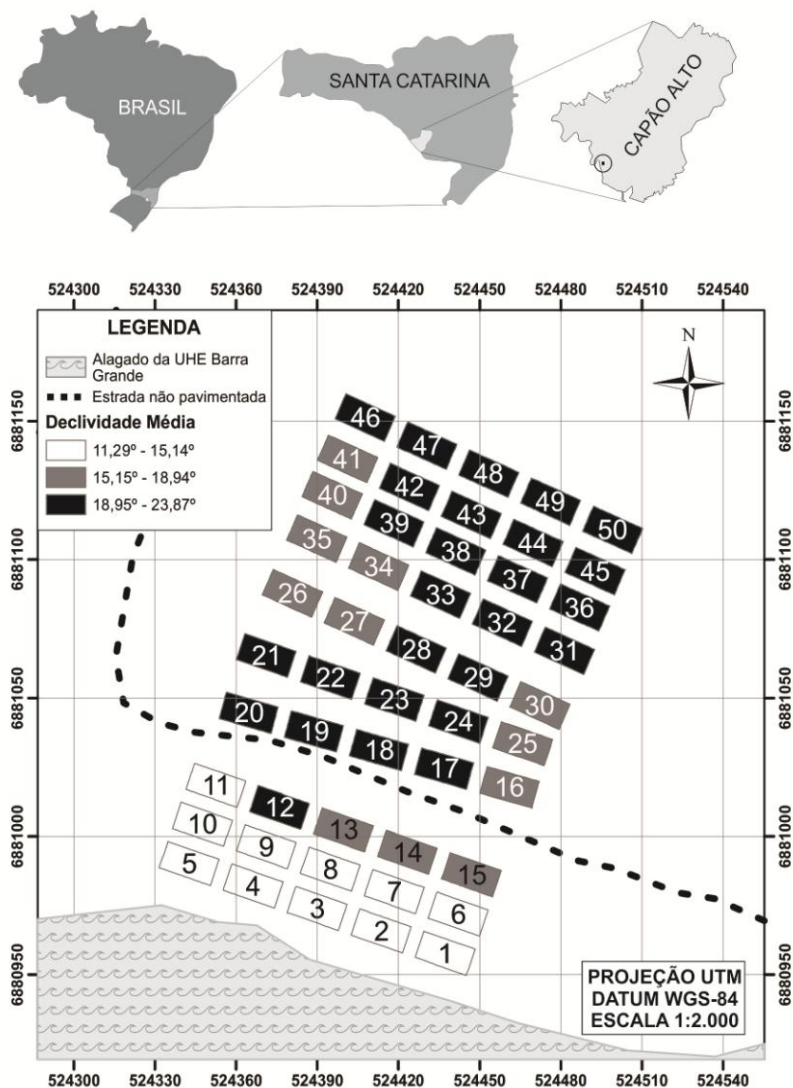 BRASIL
SANTA CATARINA
CAPÃO ALTO
524300 524330 524360 524390 524420 524450 524480 524510 524540
LEGENDA
Alagado da UHE Barra
Grande
Estrada não pavimentada
Declividade Média
11,29º - 15,14º
15,15º - 18,94º
18,95º - 23,87º
N
6881150
6881100
6881050
6881000
6880950
6881150
6881100
6881050
6881000
6880950
46 47 48 49 50
41 42 43 44 45
40 39 38 37 36
35 34 33 32 31
26 27 28 29 30
21 22 23 24 25
20 19 18 17 16
11 12 13 14 15
10 9 8 7 6
5 4 3 2 1
PROJEÇÃO UTM
DATUM WGS-84
ESCALA 1:2.000
524300 524330 524360 524390 524420 524450 524480 524510 524540